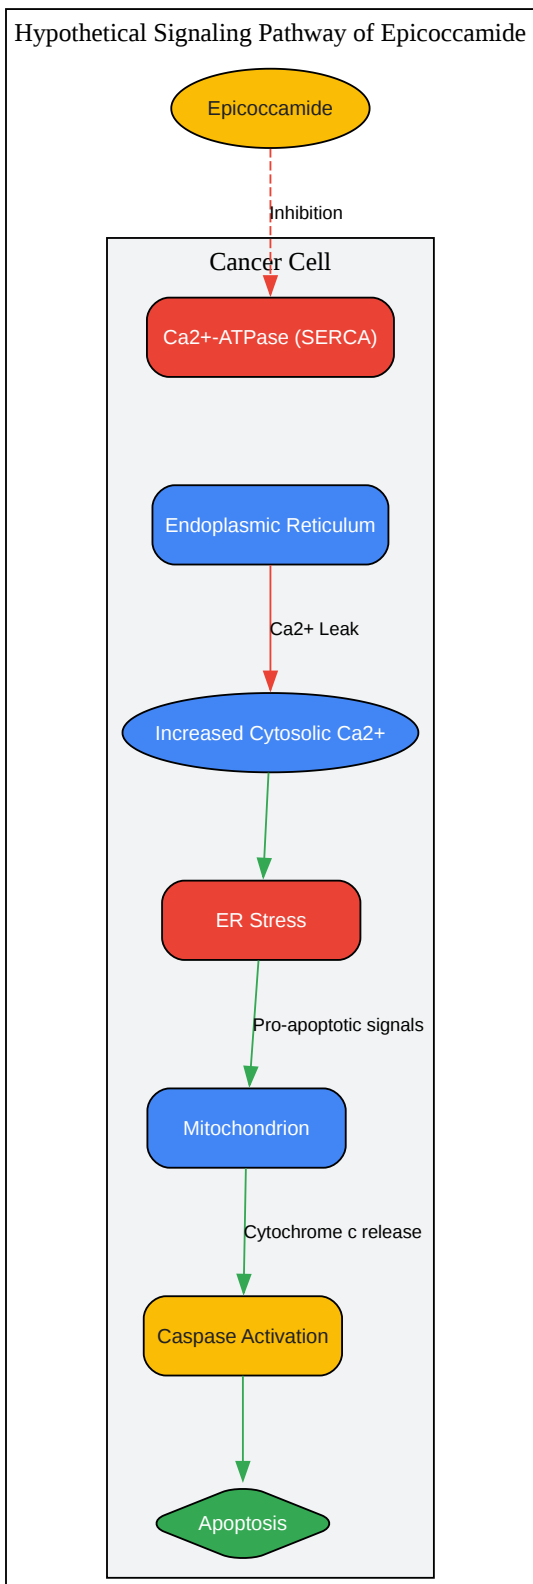 Hypothetical Signaling Pathway of Epicoccamide
Epicoccamide
Inhibition
Cancer Cell
Ca2+-ATPase (SERCA)
Endoplasmic Reticulum
Ca2+ Leak
Increased Cytosolic Ca2+
ER Stress
Pro-apoptotic signals
Mitochondrion
Cytochrome c release
Caspase Activation
Apoptosis